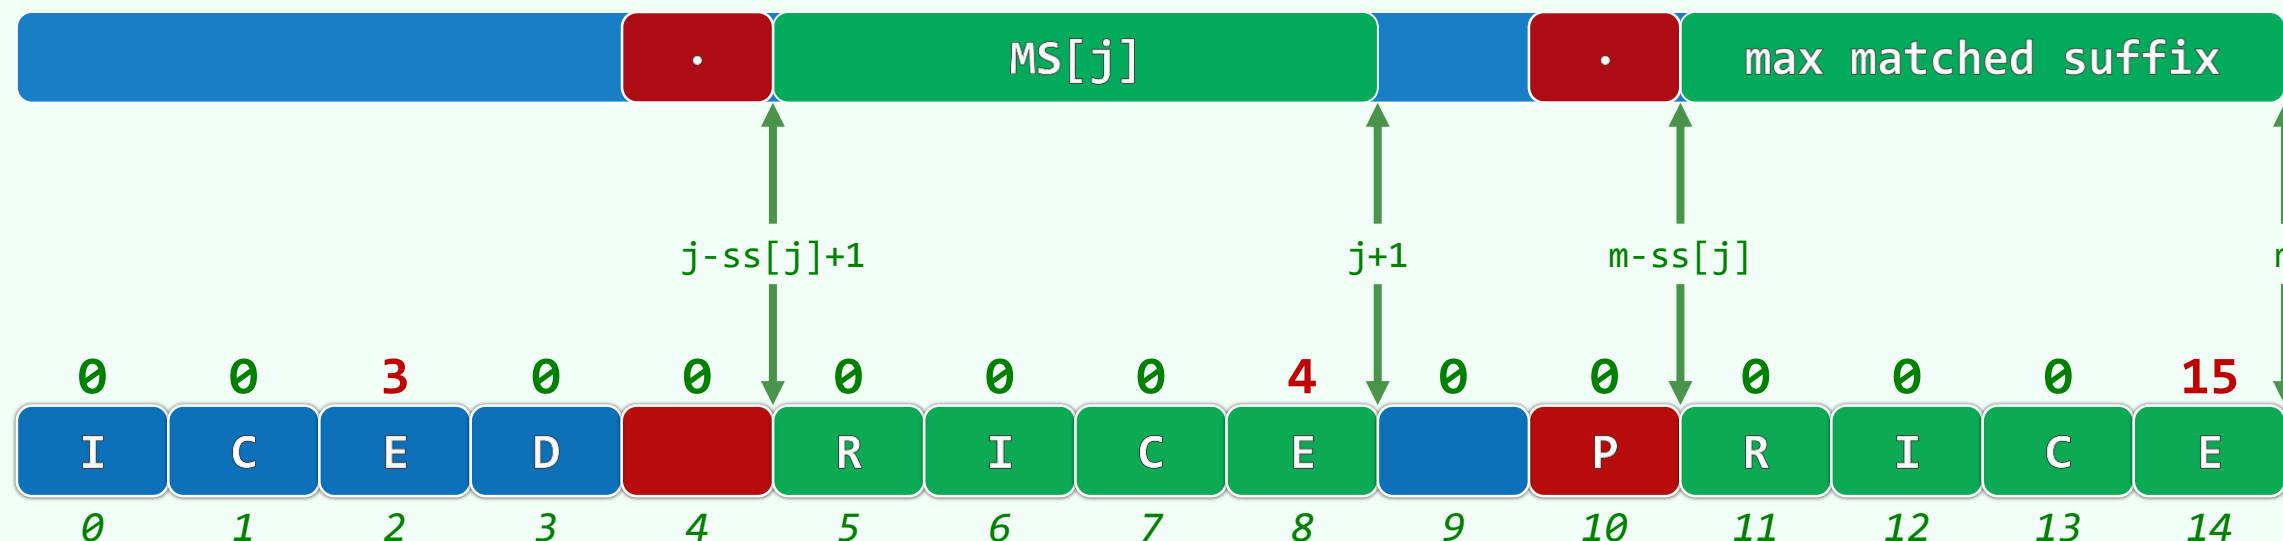 · MS[j] · max matched suffix
j-ss[j]+1 j+1 m-ss[j]
0 0 3 0 0 0 0 0 4 0 0 0 0 0 15
I C E D R I C E P R I C E
0 1 2 3 4 5 6 7 8 9 10 11 12 13 14